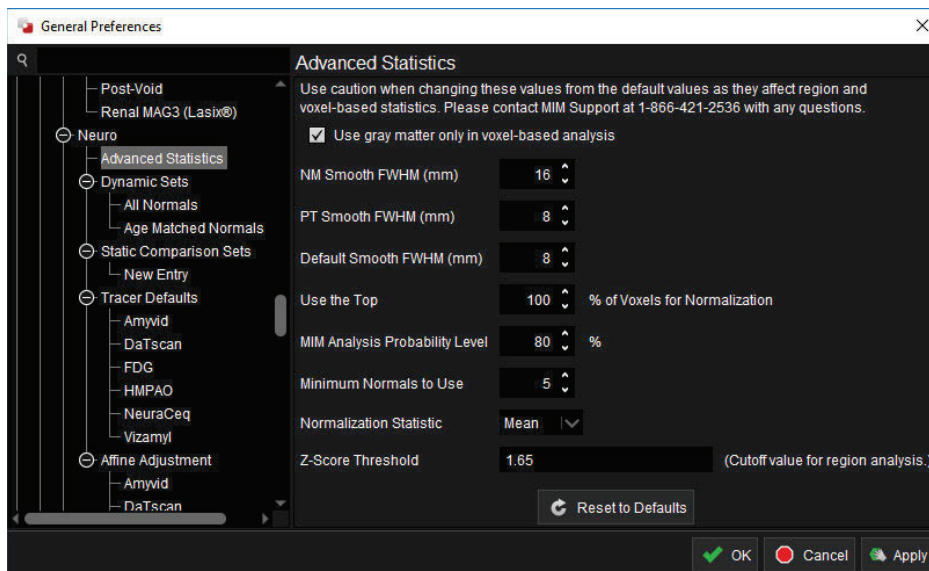 General Preferences
Post-Void
Renal MAG3 (Lasix®)
Neuro
Advanced Statistics
Dynamic Sets
All Normals
Age Matched Normals
Static Comparison Sets
New Entry
Tracer Defaults
Amyvid
DaTscan
FDG
HMPAO
NeuraCeq
Vizamyl
Affine Adjustment
Amyvid
DaTscan
Advanced Statistics
Use caution when changing these values from the default values as they affect region and
voxel-based statistics. Please contact MIM Support at 1-866-421-2536 with any questions.
Use gray matter only in voxel-based analysis
NM Smooth FWHM (mm) 16
PT Smooth FWHM (mm) 8
Default Smooth FWHM (mm) 8
Use the Top 100 % of Voxels for Normalization
MIM Analysis Probability Level 80 %
Minimum Normals to Use 5
Normalization Statistic Mean
Z-Score Threshold 1.65 (Cutoff value for region analysis.)
Reset to Defaults
OK Cancel Apply